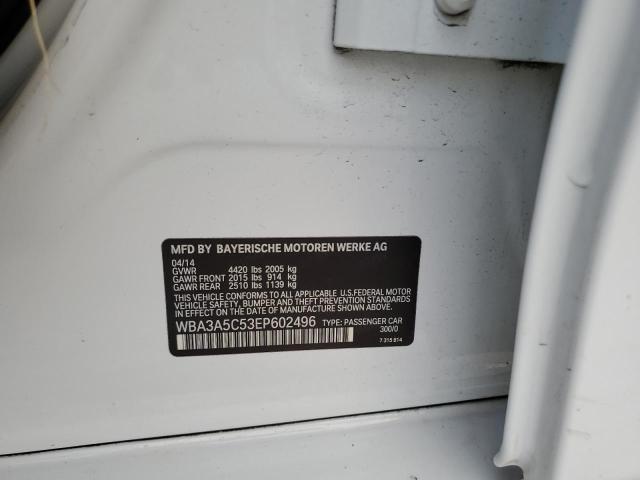 MFD BY BAYERISCHE MOTOREN WERKE AG
04/14
GVWR 4420 lbs 2005 kg
GAWR FRONT 2015 lbs 914 kg
GAWR REAR 2510 lbs 1139 kg
THIS VEHICLE CONFORMS TO ALL APPLICABLE U.S.FEDERAL MOTOR
VEHICLE SAFETY, BUMPER AND THEFT PREVENTION STANDARDS
IN EFFECT ON THE DATE OF MANUFACTURE SHOWN ABOVE.
WBA3A5C53EP602496 TYPE: PASSENGER CAR
300/0
7 315 814